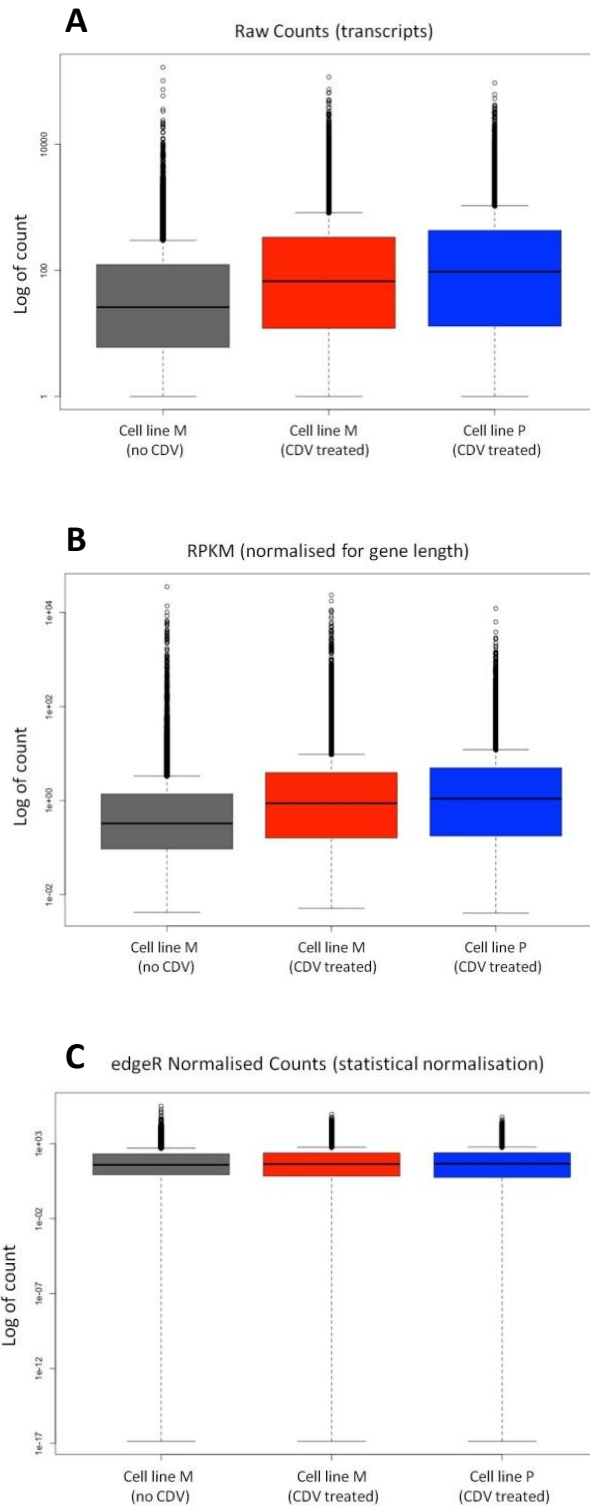 A
Raw Counts (transcripts)
Log of count
10000
100
1
Cell line M
(no CDV)
Cell line M
(CDV treated)
Cell line P
(CDV treated)
B
RPKM (normalised for gene length)
Log of count
1e+04
1e+02
1e+00
1e-02
Cell line M
(no CDV)
Cell line M
(CDV treated)
Cell line P
(CDV treated)
C
edgeR Normalised Counts (statistical normalisation)
Log of count
1e+03
1e-02
1e-07
1e-12
1e-17
Cell line M
(no CDV)
Cell line M
(CDV treated)
Cell line P
(CDV treated)